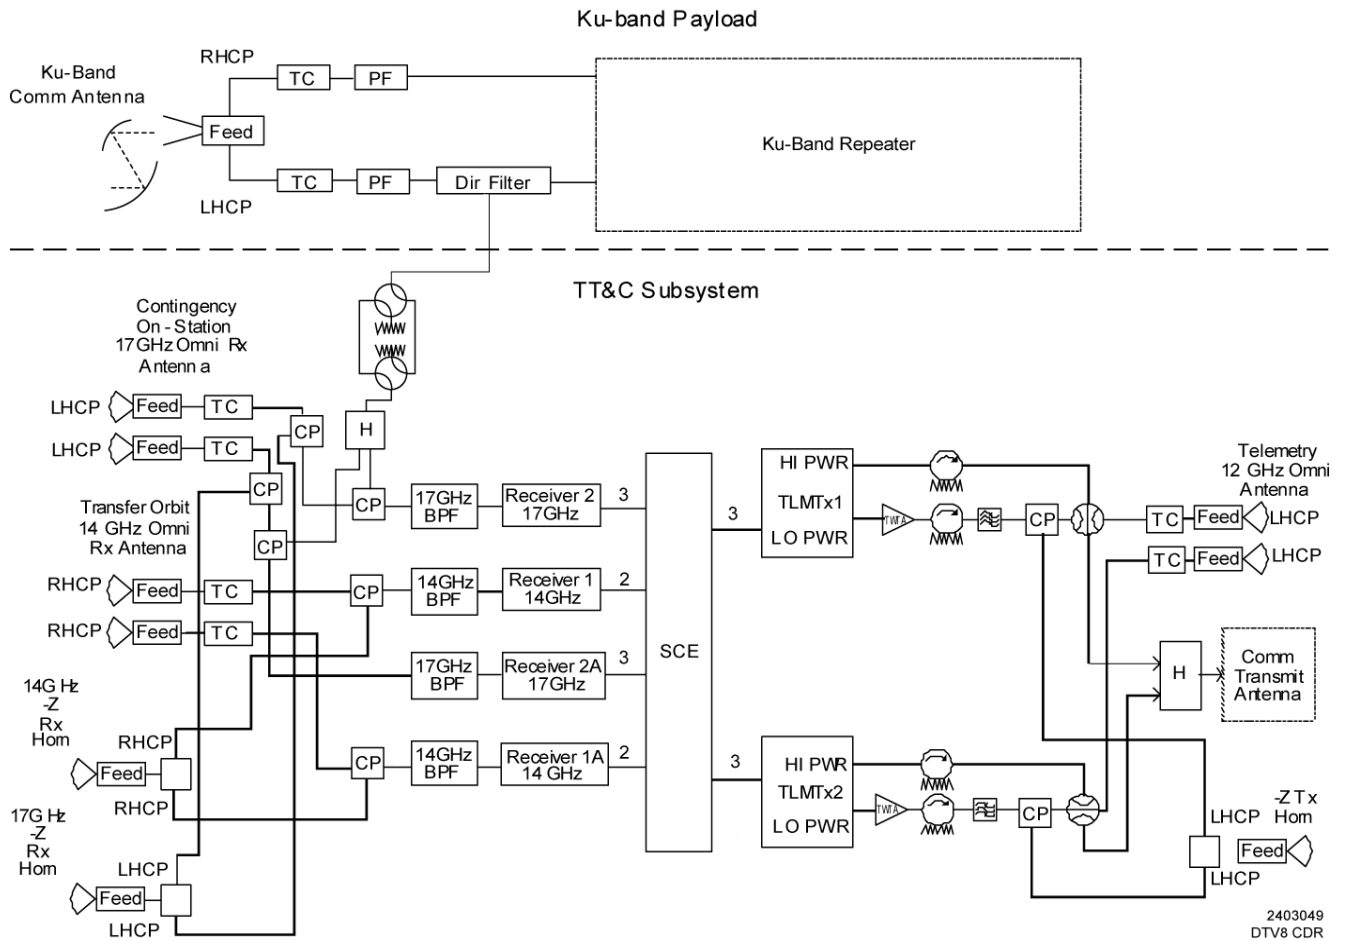 Ku-band Payload
RHCP
Ku-Band
Comm Antenna
TC
PF
Feed
Ku-Band Repeater
TC
PF
Dir Filter
LHCP
TT&C Subsystem
Contingency
On-Station
17GHz Omni Rx
Antenna
LHCP
Feed
TC
CP
H
LHCP
Feed
TC
CP
CP
17GHz
BPF
Receiver 2
17GHz
3
Transfer Orbit
14 GHz Omni
Rx Antenna
CP
RHCP
Feed
TC
CP
14GHz
BPF
Receiver 1
14GHz
2
RHCP
Feed
TC
SCE
17GHz
BPF
Receiver 2A
17GHz
3
14GHz
-Z
Rx
Horn
RHCP
Feed
RHCP
CP
14GHz
BPF
Receiver 1A
14 GHz
2
17GHz
-Z
Rx
Horn
LHCP
Feed
LHCP
3
HI PWR
TLMTx1
LO PWR
TWTA
CP
Telemetry
12 GHz Omni
Antenna
TC
Feed
LHCP
TC
Feed
LHCP
H
Comm
Transmit
Antenna
3
HI PWR
TLMTx2
LO PWR
TWTA
CP
-Z Tx
Horn
LHCP
Feed
LHCP
2403049
DTV8 CDR